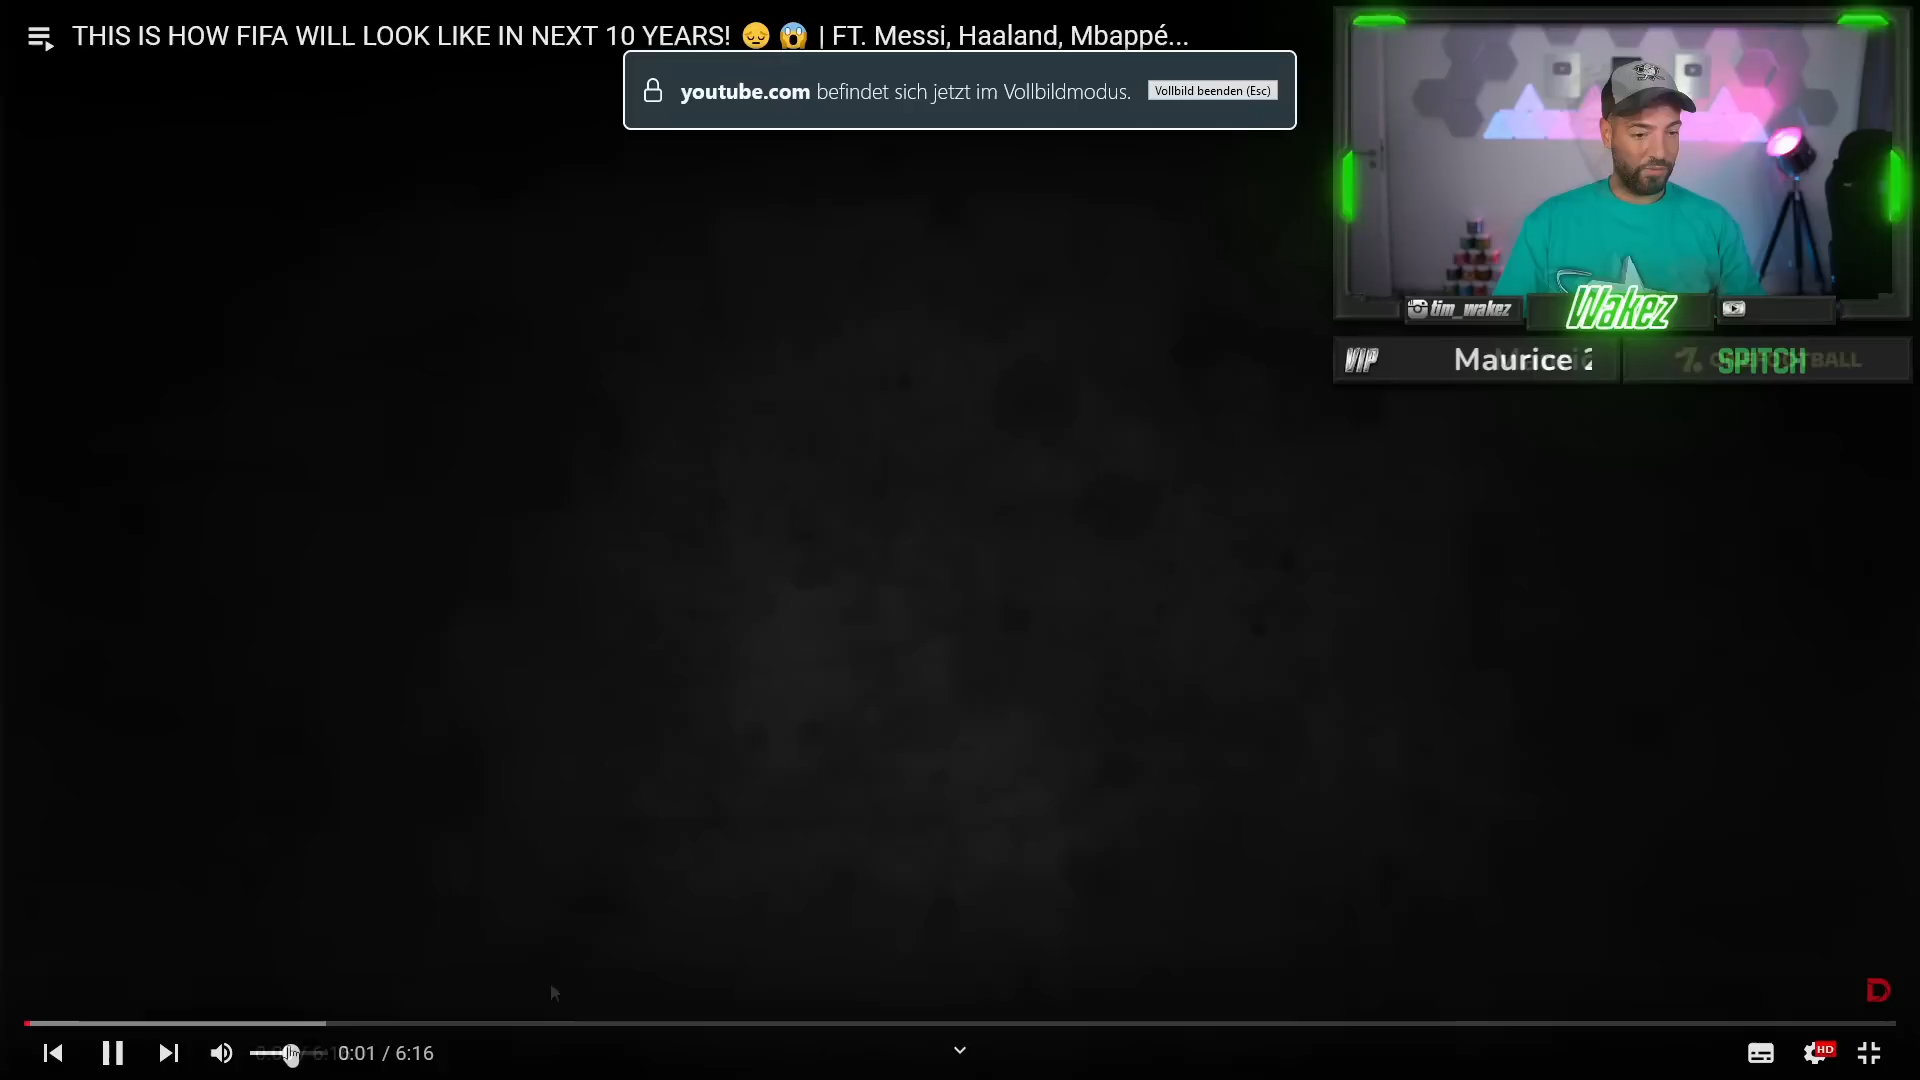 THIS IS HOW FIFA WILL LOOK LIKE IN NEXT 10 YEARS! 😔 😱 | FT. Messi, Haaland, Mbappé...
youtube.com befindet sich jetzt im Vollbildmodus. Vollbild beenden (Esc)
tim_wakez
Wakez
VIP
Maurice
SPITCH
D
0:01 / 6:16
HD